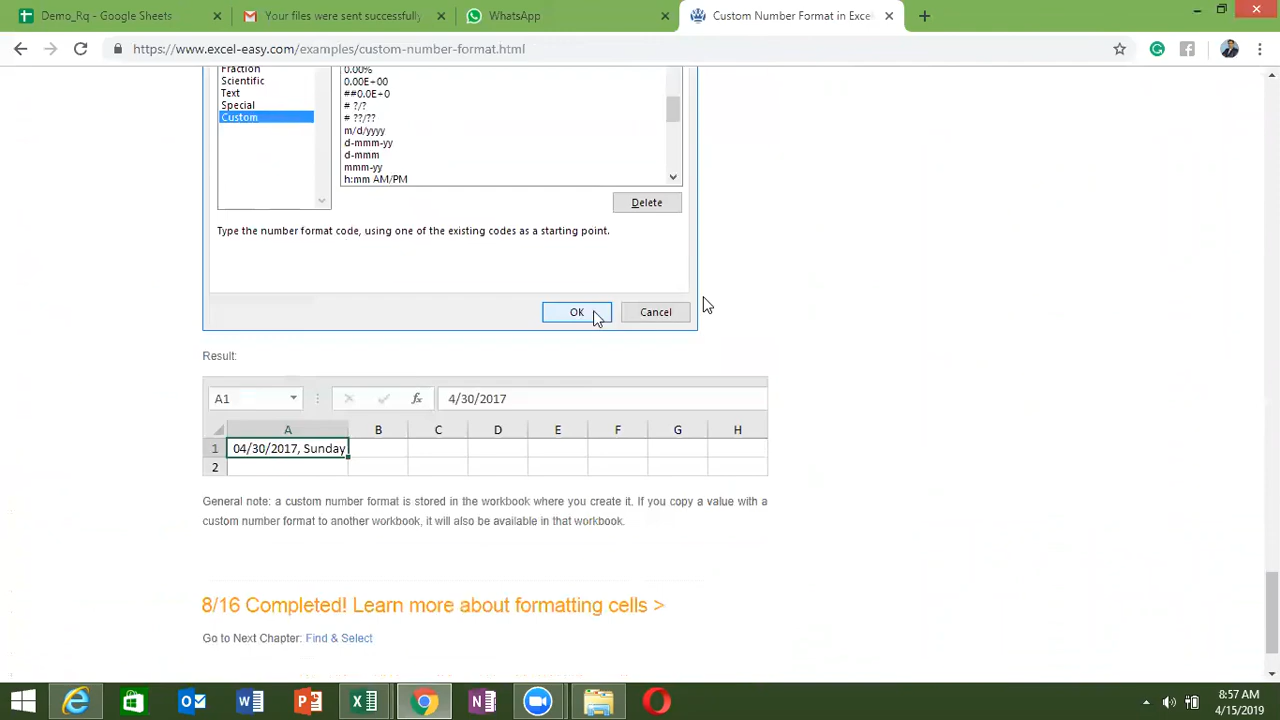 Demo_Rq - Google Sheets
Your files were sent successfully
WhatsApp
Custom Number Format in Excel
https://www.excel-easy.com/examples/custom-number-format.html
Fraction
Scientific
Text
Special
Custom
0.00%
0.00E+00
##0.0E+0
# ?/?
# ??/??
m/d/yyyy
d-mmm-yy
d-mmm
mmm-yy
h:mm AM/PM
Delete
Type the number format code, using one of the existing codes as a starting point.
OK
Cancel
Result:
A1
fx
4/30/2017
A B C D E F G H
1 04/30/2017, Sunday
2
General note: a custom number format is stored in the workbook where you create it. If you copy a value with a
custom number format to another workbook, it will also be available in that workbook.
8/16 Completed! Learn more about formatting cells >
Go to Next Chapter: Find & Select
8:57 AM
4/15/2019